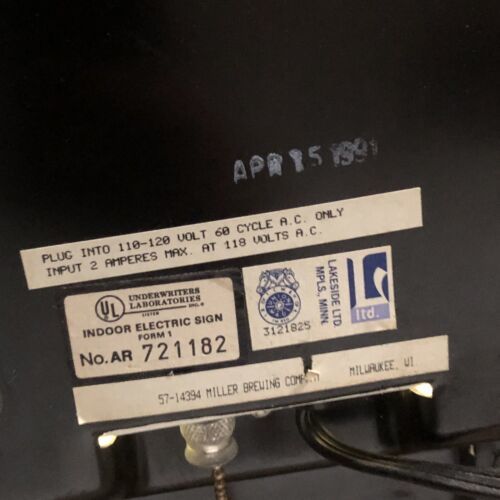 APR 15 1991
PLUG INTO 110-120 VOLT 60 CYCLE A.C. ONLY
INPUT 2 AMPERES MAX. AT 118 VOLTS A.C.
UL
UNDERWRITERS
LABORATORIES
INDOOR ELECTRIC SIGN
FORM 1
No. AR 721182
3121825
LAKESIDE LTD.
MPLS, MINN.
L
ltd.
57-14394 MILLER BREWING MILWAUKEE, WI